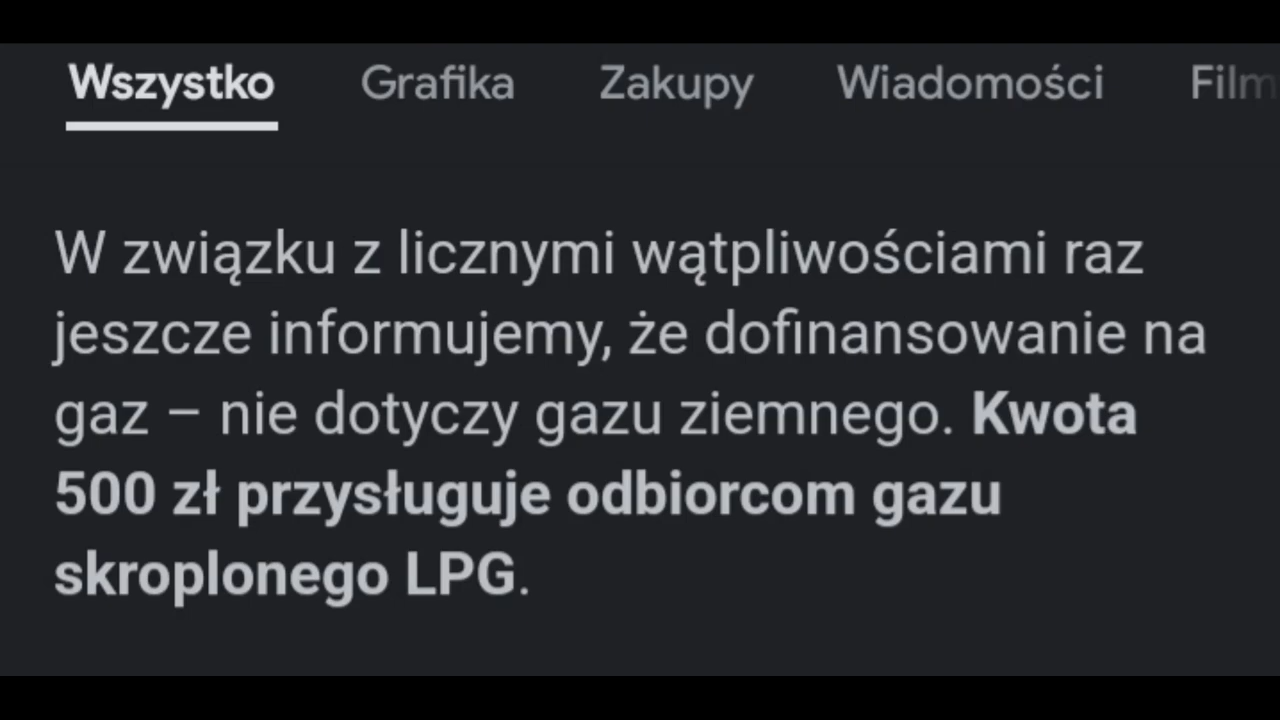 Wszystko Grafika Zakupy Wiadomości Film
W związku z licznymi wątpliwościami raz
jeszcze informujemy, że dofinansowanie na
gaz – nie dotyczy gazu ziemnego. Kwota
500 zł przysługuje odbiorcom gazu
skroplonego LPG.